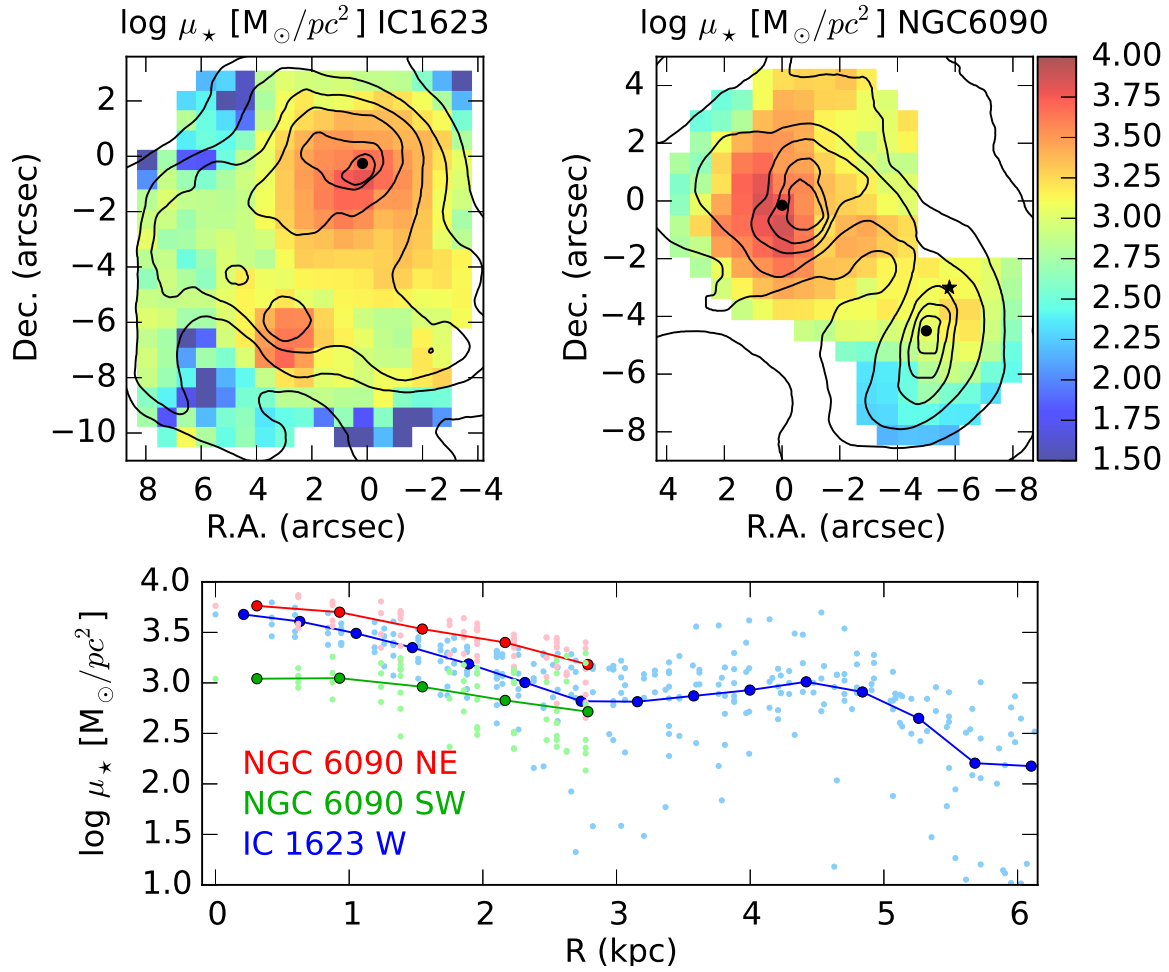 log μ⋆ [M⊙/pc²] IC1623
log μ⋆ [M⊙/pc²] NGC6090
2
0
−2
−4
−6
−8
−10
Dec. (arcsec)
8 6 4 2 0 −2 −4
R.A. (arcsec)
4
2
0
−2
−4
−6
−8
Dec. (arcsec)
4 2 0 −2 −4 −6 −8
R.A. (arcsec)
4.00
3.75
3.50
3.25
3.00
2.75
2.50
2.25
2.00
1.75
1.50
4.0
3.5
3.0
2.5
2.0
1.5
1.0
log μ⋆ [M⊙/pc²]
NGC 6090 NE
NGC 6090 SW
IC 1623 W
0 1 2 3 4 5 6
R (kpc)